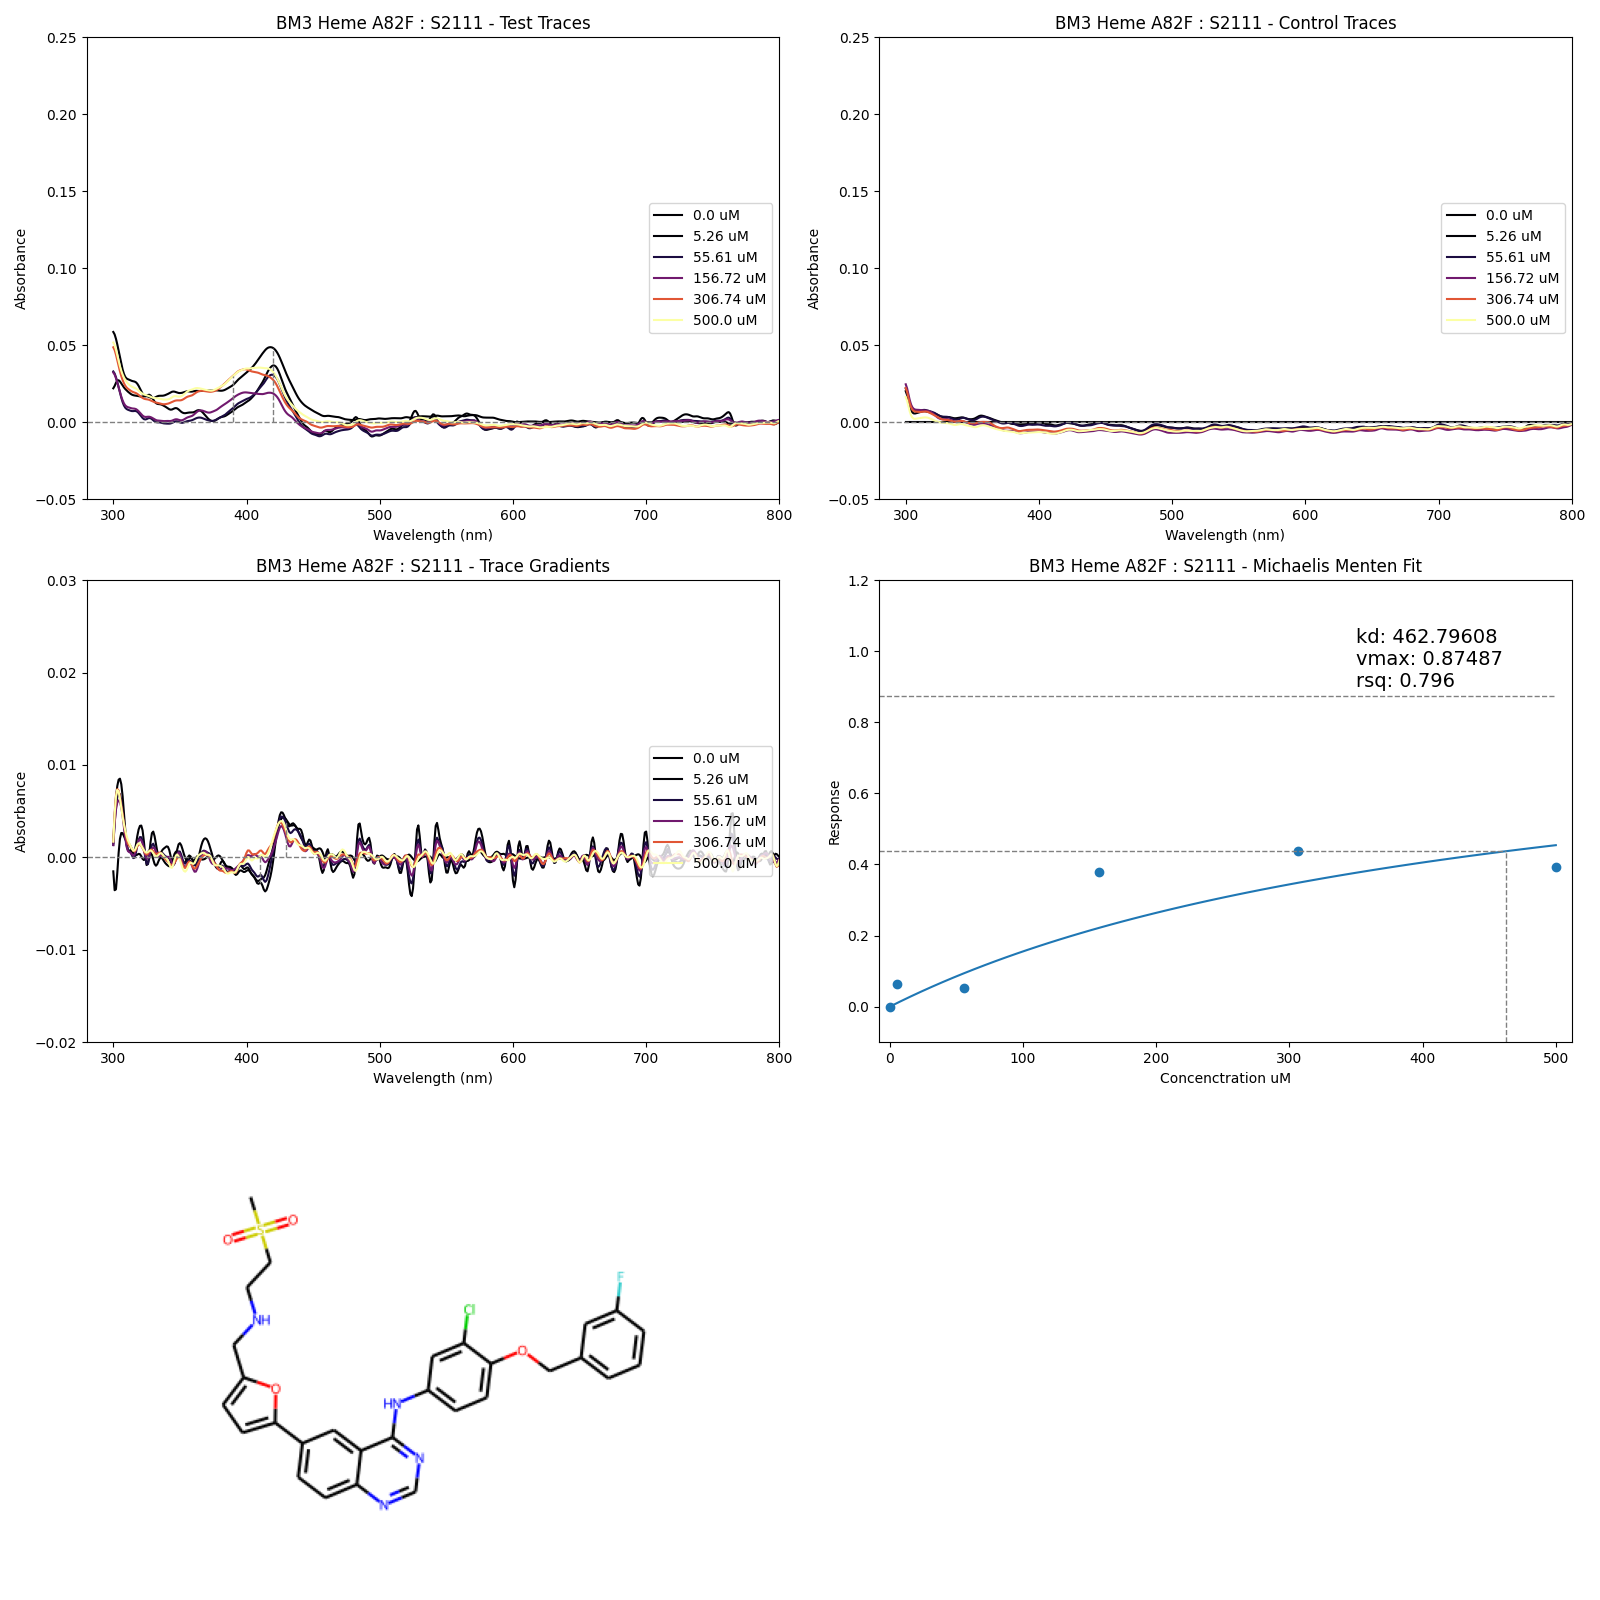 BM3 Heme A82F : S2111 - Test Traces
0.25
0.20
0.15
0.10
0.05
0.00
−0.05
Absorbance
300
400
500
600
700
800
Wavelength (nm)
0.0 uM
5.26 uM
55.61 uM
156.72 uM
306.74 uM
500.0 uM
BM3 Heme A82F : S2111 - Control Traces
0.25
0.20
0.15
0.10
0.05
0.00
−0.05
Absorbance
300
400
500
600
700
800
Wavelength (nm)
0.0 uM
5.26 uM
55.61 uM
156.72 uM
306.74 uM
500.0 uM
BM3 Heme A82F : S2111 - Trace Gradients
0.03
0.02
0.01
0.00
−0.01
−0.02
Absorbance
300
400
500
600
700
800
Wavelength (nm)
0.0 uM
5.26 uM
55.61 uM
156.72 uM
306.74 uM
500.0 uM
BM3 Heme A82F : S2111 - Michaelis Menten Fit
1.2
1.0
0.8
0.6
0.4
0.2
0.0
Response
0
100
200
300
400
500
Concenctration uM
kd: 462.79608
vmax: 0.87487
rsq: 0.796
O
S
O
NH
O
HN
Cl
O
F
N
N